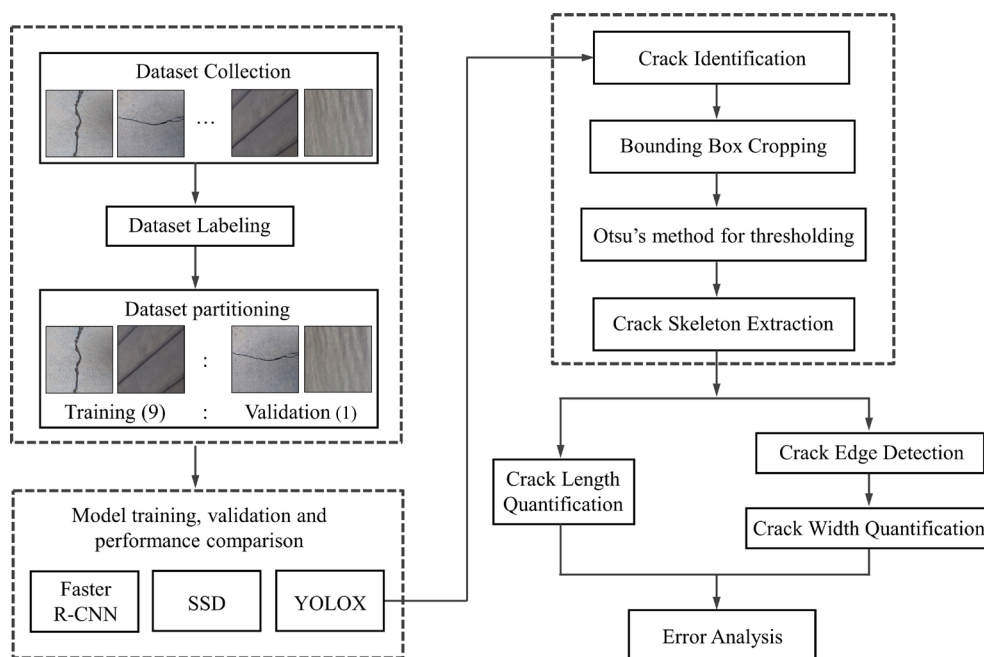 Dataset Collection
...
Dataset Labeling
Dataset partitioning
:
Training (9) : Validation (1)
Model training, validation and
performance comparison
Faster
R-CNN
SSD
YOLOX
Crack Identification
Bounding Box Cropping
Otsu's method for thresholding
Crack Skeleton Extraction
Crack Length
Quantification
Crack Edge Detection
Crack Width Quantification
Error Analysis